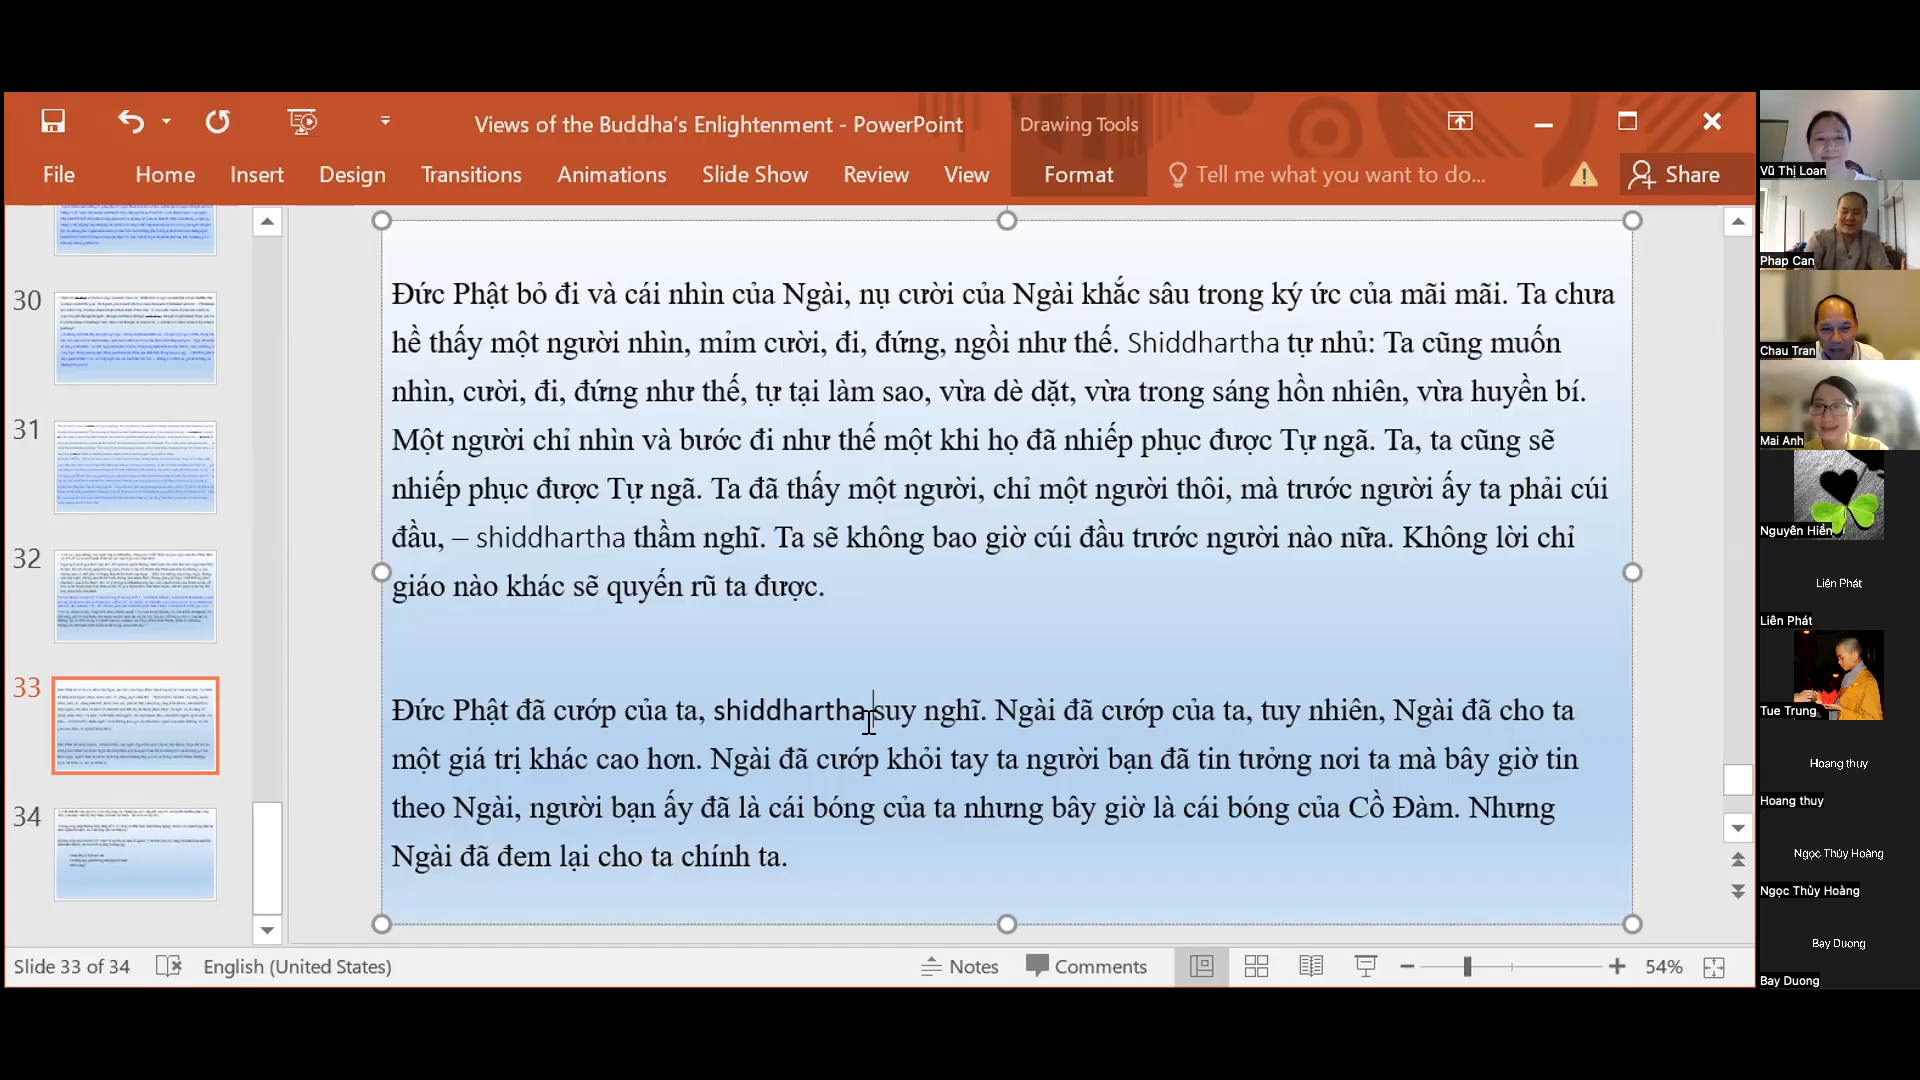 Views of the Buddha's Enlightenment - PowerPoint
Drawing Tools
File Home Insert Design Transitions Animations Slide Show Review View Format Tell me what you want to do... Share
30
31
32
33
34
Đức Phật bỏ đi và cái nhìn của Ngài, nụ cười của Ngài khắc sâu trong ký ức của mãi mãi. Ta chưa
hề thấy một người nhìn, mỉm cười, đi, đứng, ngồi như thế. Shiddhartha tự nhủ: Ta cũng muốn
nhìn, cười, đi, đứng như thế, tự tại làm sao, vừa dè dặt, vừa trong sáng hồn nhiên, vừa huyền bí.
Một người chỉ nhìn và bước đi như thế một khi họ đã nhiếp phục được Tự ngã. Ta, ta cũng sẽ
nhiếp phục được Tự ngã. Ta đã thấy một người, chỉ một người thôi, mà trước người ấy ta phải cúi
đầu, – shiddhartha thầm nghĩ. Ta sẽ không bao giờ cúi đầu trước người nào nữa. Không lời chỉ
giáo nào khác sẽ quyến rũ ta được.
Đức Phật đã cướp của ta, shiddhartha suy nghĩ. Ngài đã cướp của ta, tuy nhiên, Ngài đã cho ta
một giá trị khác cao hơn. Ngài đã cướp khỏi tay ta người bạn đã tin tưởng nơi ta mà bây giờ tin
theo Ngài, người bạn ấy đã là cái bóng của ta nhưng bây giờ là cái bóng của Cồ Đàm. Nhưng
Ngài đã đem lại cho ta chính ta.
Slide 33 of 34 English (United States) Notes Comments 54%
Vũ Thị Loan
Phap Can
Chau Tran
Mai Anh
Nguyên Hiền
Liên Phát
Liên Phát
Tue Trung
Hoang thuy
Hoang thuy
Ngọc Thủy Hoàng
Ngọc Thủy Hoàng
Bay Duong
Bay Duong